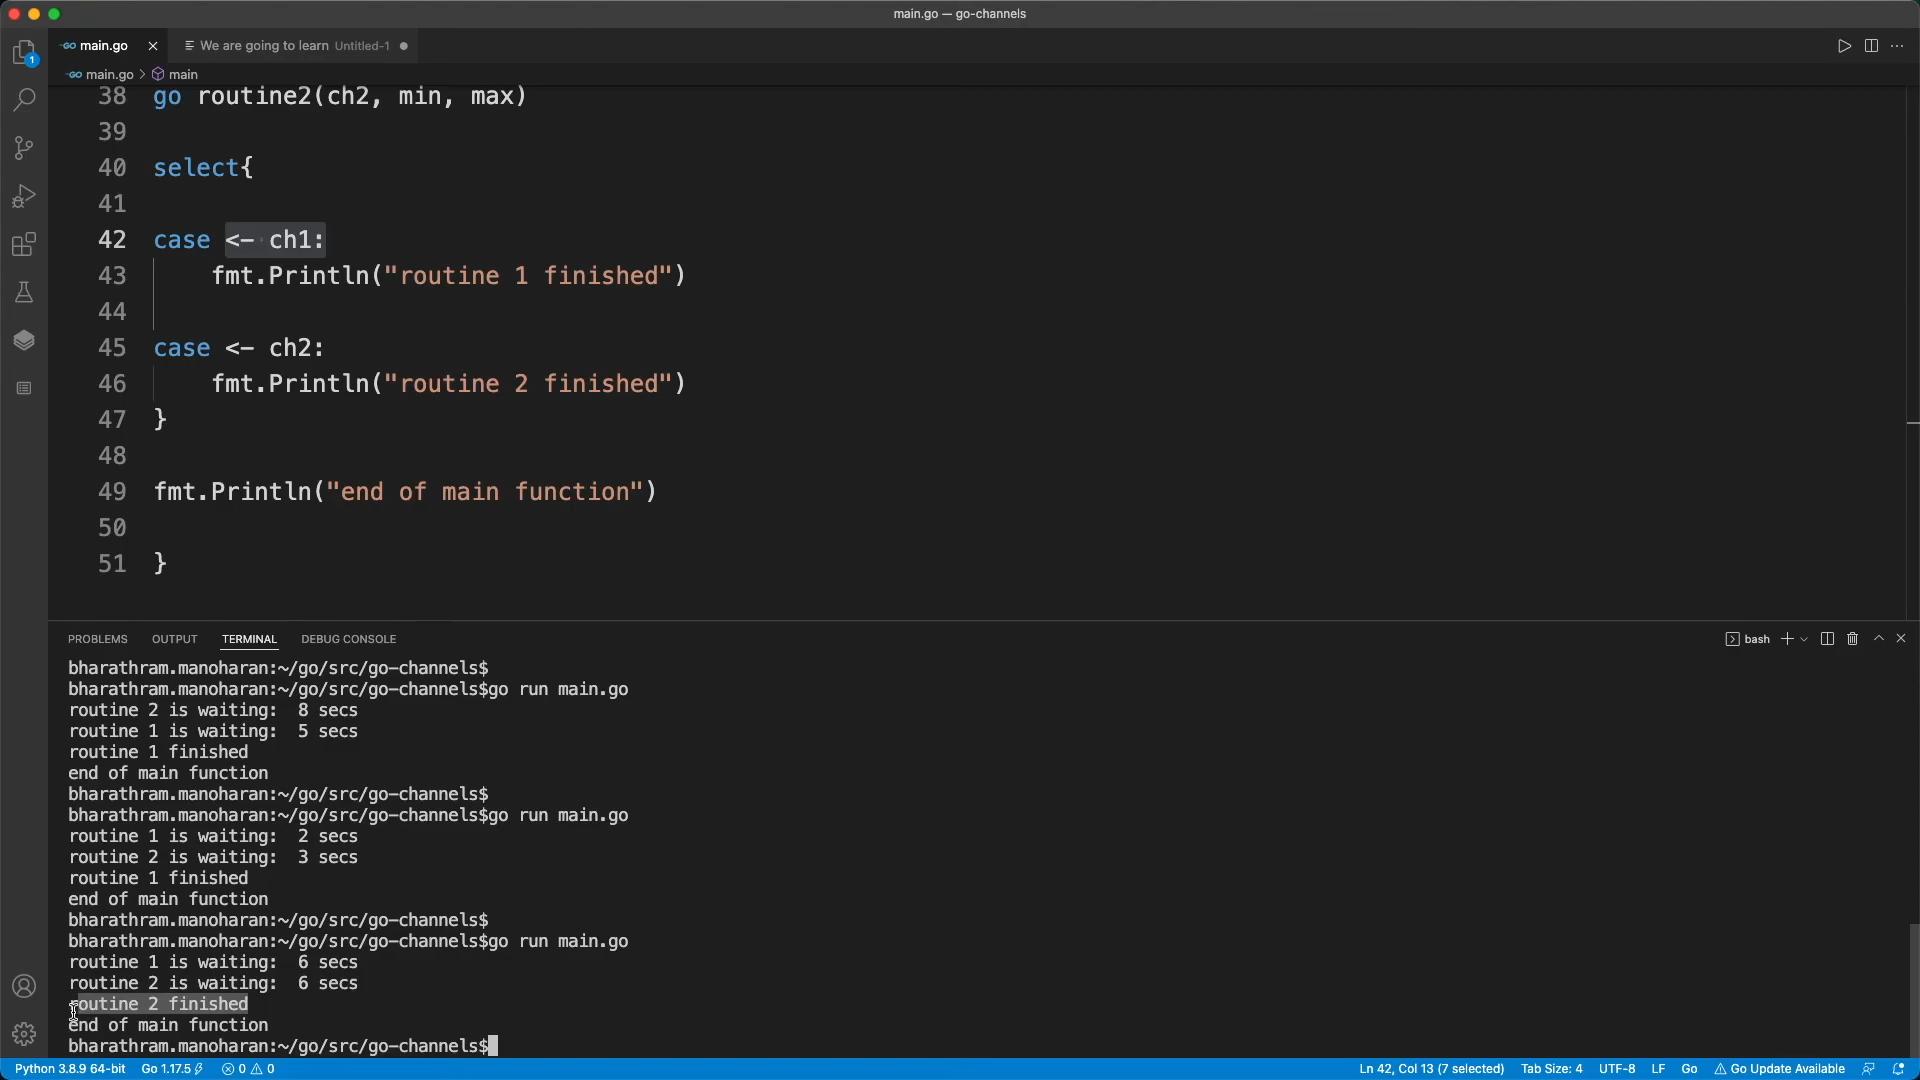 main.go — go-channels
main.go
We are going to learn Untitled-1
main.go > main
1
38 go routine2(ch2, min, max)
39
40 select{
41
42 case <- ch1:
43 fmt.Println("routine 1 finished")
44
45 case <- ch2:
46 fmt.Println("routine 2 finished")
47 }
48
49 fmt.Println("end of main function")
50
51 }
PROBLEMS OUTPUT TERMINAL DEBUG CONSOLE
bash
bharathram.manoharan:~/go/src/go-channels$
bharathram.manoharan:~/go/src/go-channels$go run main.go
routine 2 is waiting:  8 secs
routine 1 is waiting:  5 secs
routine 1 finished
end of main function
bharathram.manoharan:~/go/src/go-channels$
bharathram.manoharan:~/go/src/go-channels$go run main.go
routine 1 is waiting:  2 secs
routine 2 is waiting:  3 secs
routine 1 finished
end of main function
bharathram.manoharan:~/go/src/go-channels$
bharathram.manoharan:~/go/src/go-channels$go run main.go
routine 1 is waiting:  6 secs
routine 2 is waiting:  6 secs
routine 2 finished
end of main function
bharathram.manoharan:~/go/src/go-channels$
Python 3.8.9 64-bit Go 1.17.5 0 0 Ln 42, Col 13 (7 selected) Tab Size: 4 UTF-8 LF Go Go Update Available